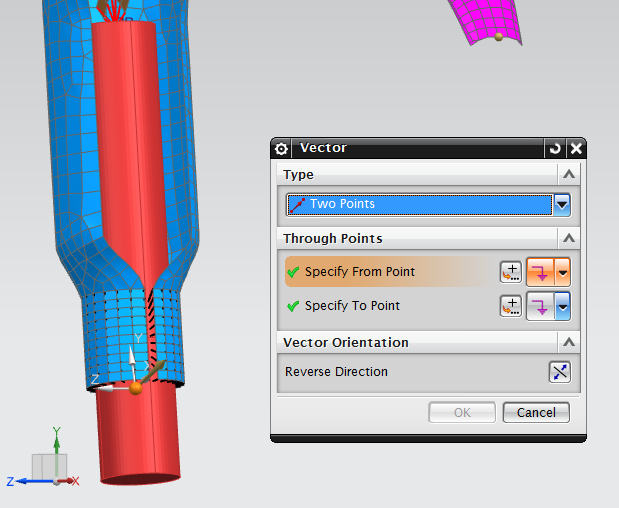 Vector
Type
Two Points
Through Points
Specify From Point
Specify To Point
Vector Orientation
Reverse Direction
OK Cancel
Y
Z
Y
Z X